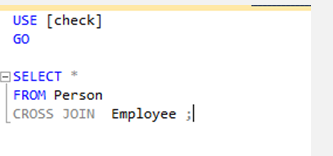 USE [check]
GO
SELECT *
FROM Person
CROSS JOIN  Employee ;